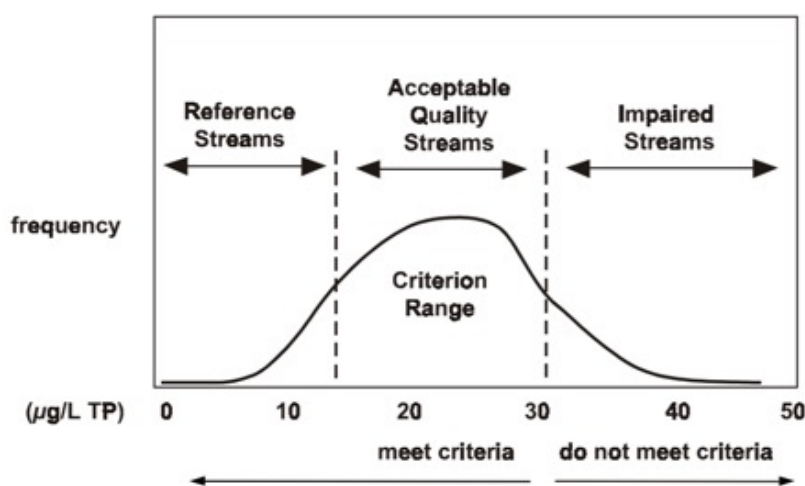 Reference
Streams
Acceptable
Quality
Streams
Impaired
Streams
frequency
Criterion
Range
(µg/L TP) 0 10 20 30 40 50
meet criteria do not meet criteria